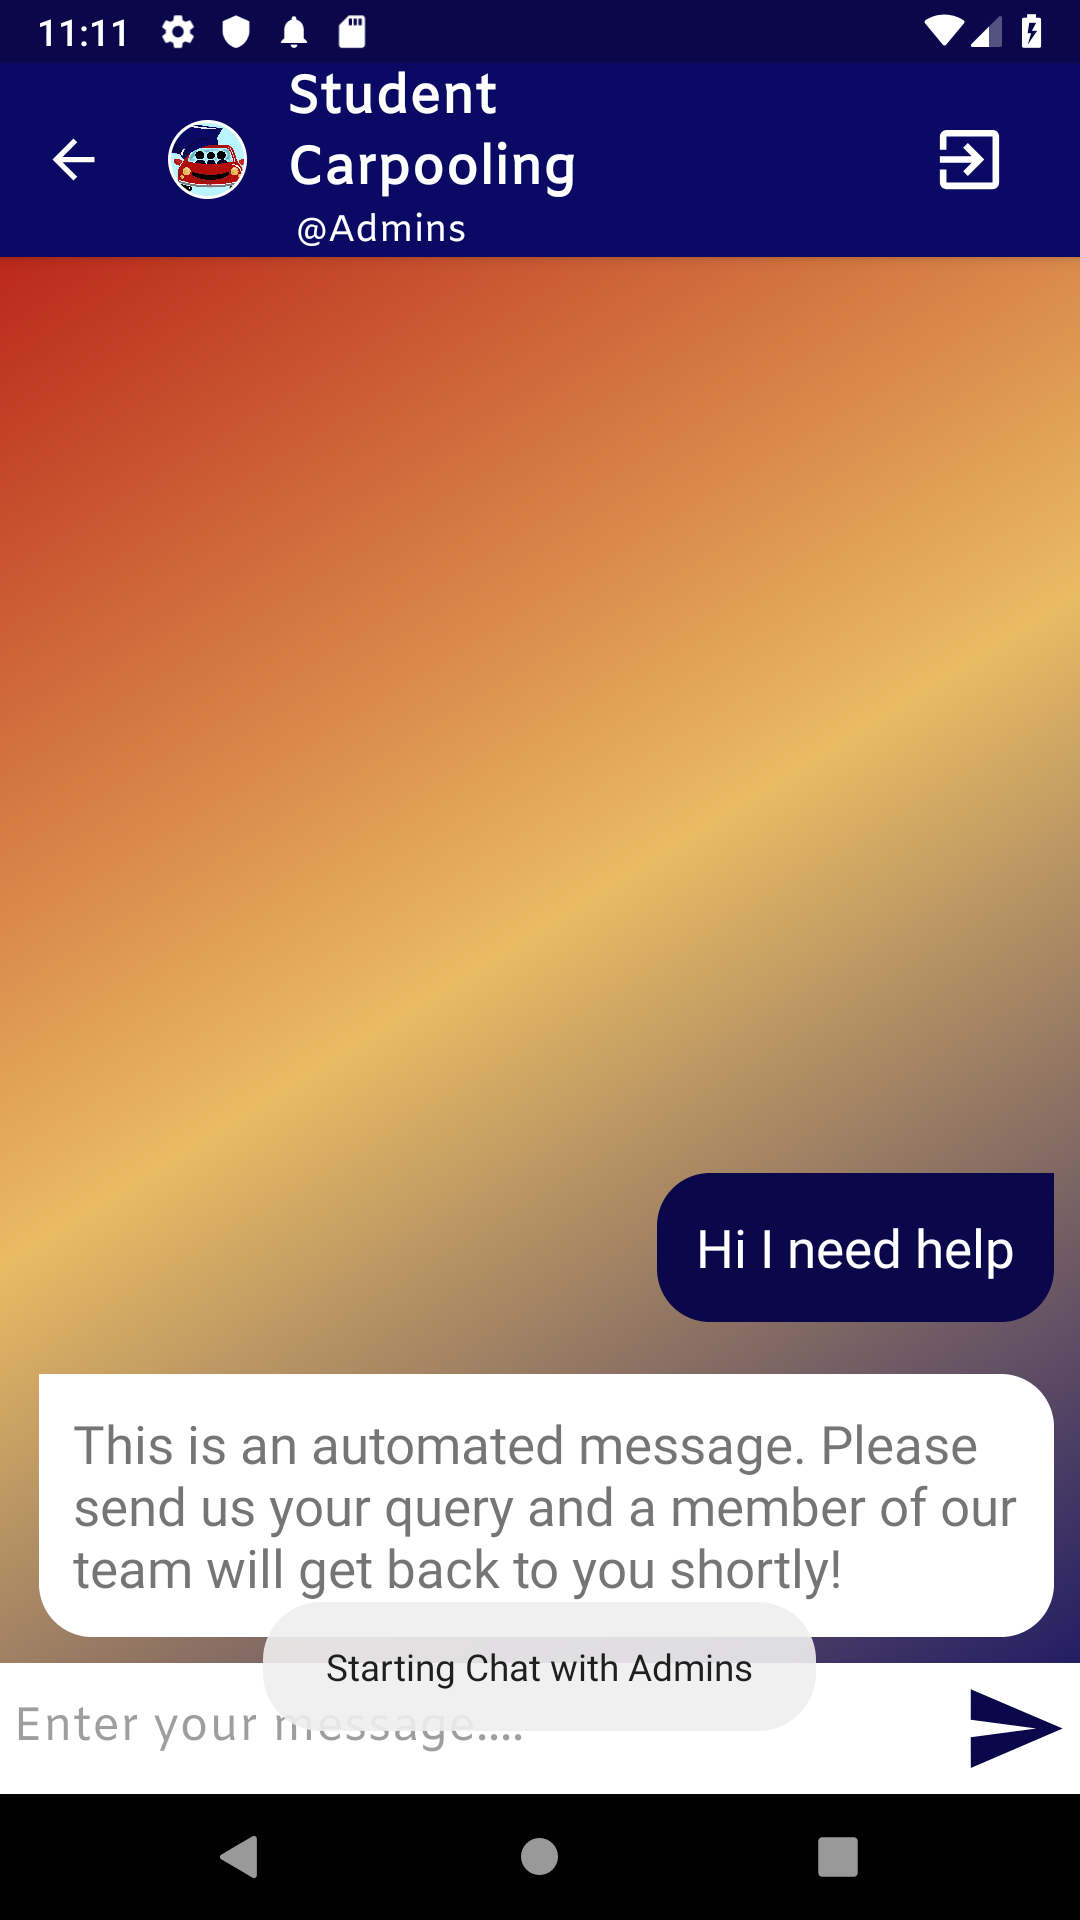 11:11
Student
Carpooling
@Admins
Hi I need help
This is an automated message. Please
send us your query and a member of our
team will get back to you shortly!
Starting Chat with Admins
Enter your message....